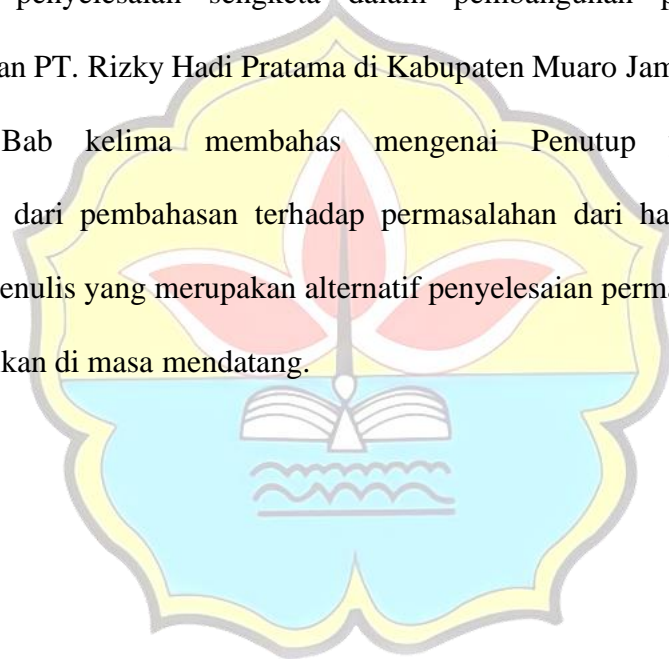 penyelesaian sengketa dalam pembangunan
an PT. Rizky Hadi Pratama di Kabupaten Muaro Jam
Bab kelima membahas mengenai Penutup
dari pembahasan terhadap permasalahan dari ha
enulis yang merupakan alternatif penyelesaian perma
kan di masa mendatang.